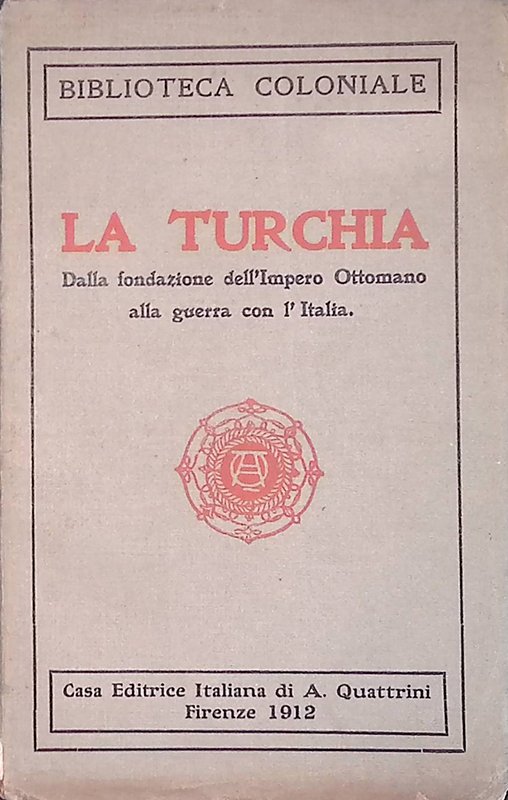 BIBLIOTECA COLONIALE
LA TURCHIA
Dalla fondazione dell'Impero Ottomano
alla guerra con l'Italia.
Casa Editrice Italiana di A. Quattrini
Firenze 1912